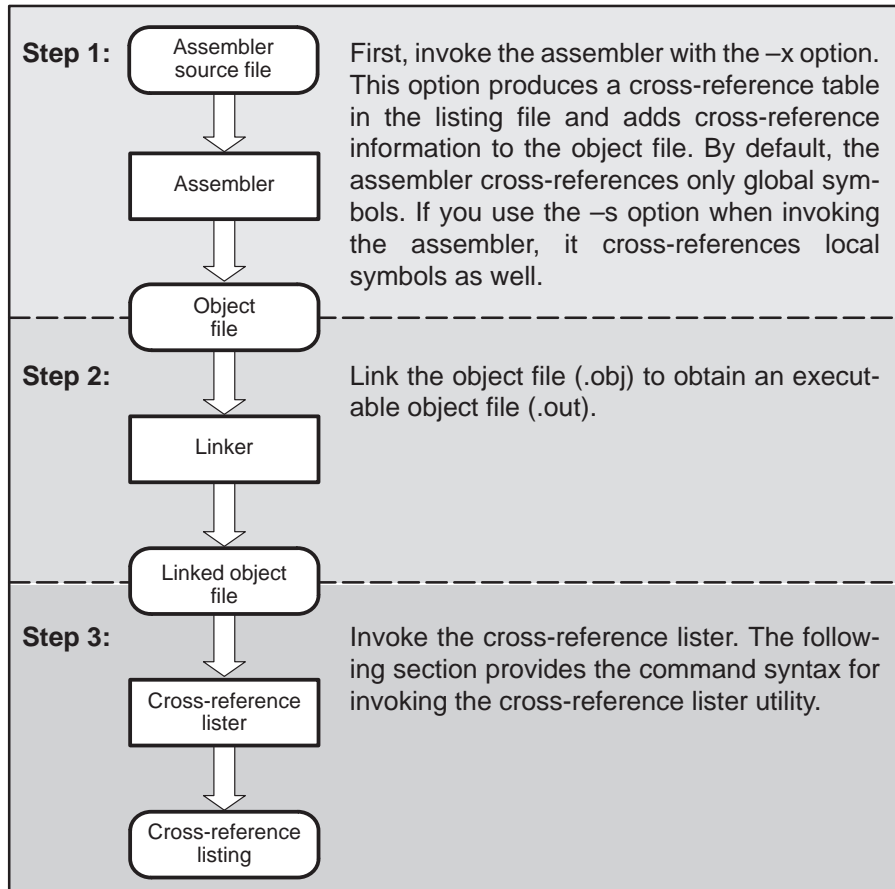 Step 1:
Assembler
source file
First, invoke the assembler with the –x option.
This option produces a cross-reference table
in the listing file and adds cross-reference
information to the object file. By default, the
assembler cross-references only global sym-
bols. If you use the –s option when invoking
the assembler, it cross-references local
symbols as well.
Assembler
Object
file
Step 2:
Link the object file (.obj) to obtain an execut-
able object file (.out).
Linker
Linked object
file
Step 3:
Invoke the cross-reference lister. The follow-
ing section provides the command syntax for
invoking the cross-reference lister utility.
Cross-reference
lister
Cross-reference
listing